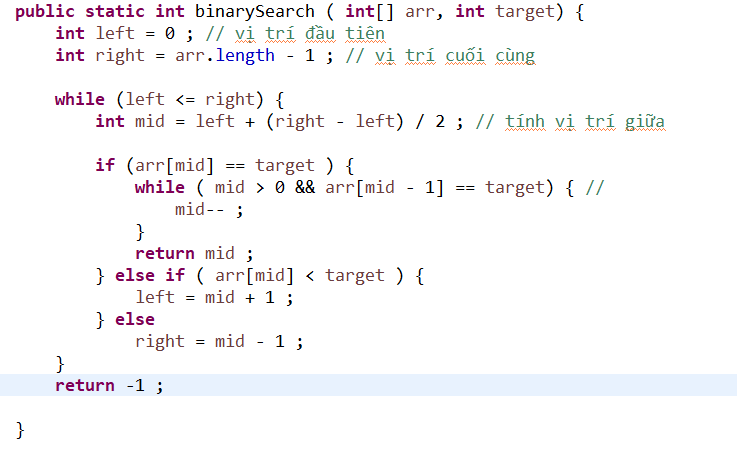 public static int binarySearch ( int[] arr, int target) {
    int left = 0 ; // vị trí đầu tiên
    int right = arr.length - 1 ; // vị trí cuối cùng
    while (left <= right) {
        int mid = left + (right - left) / 2 ; // tính vị trí giữa
        if (arr[mid] == target ) {
            while ( mid > 0 && arr[mid - 1] == target) { //
                mid-- ;
            }
            return mid ;
        } else if ( arr[mid] < target ) {
            left = mid + 1 ;
        } else
            right = mid - 1 ;
    }
    return -1 ;
}